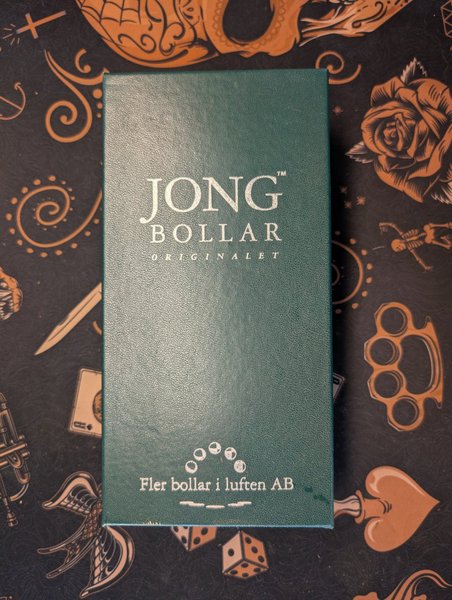 JONG™
BOLLAR
ORIGINALET
Fler bollar i luften AB